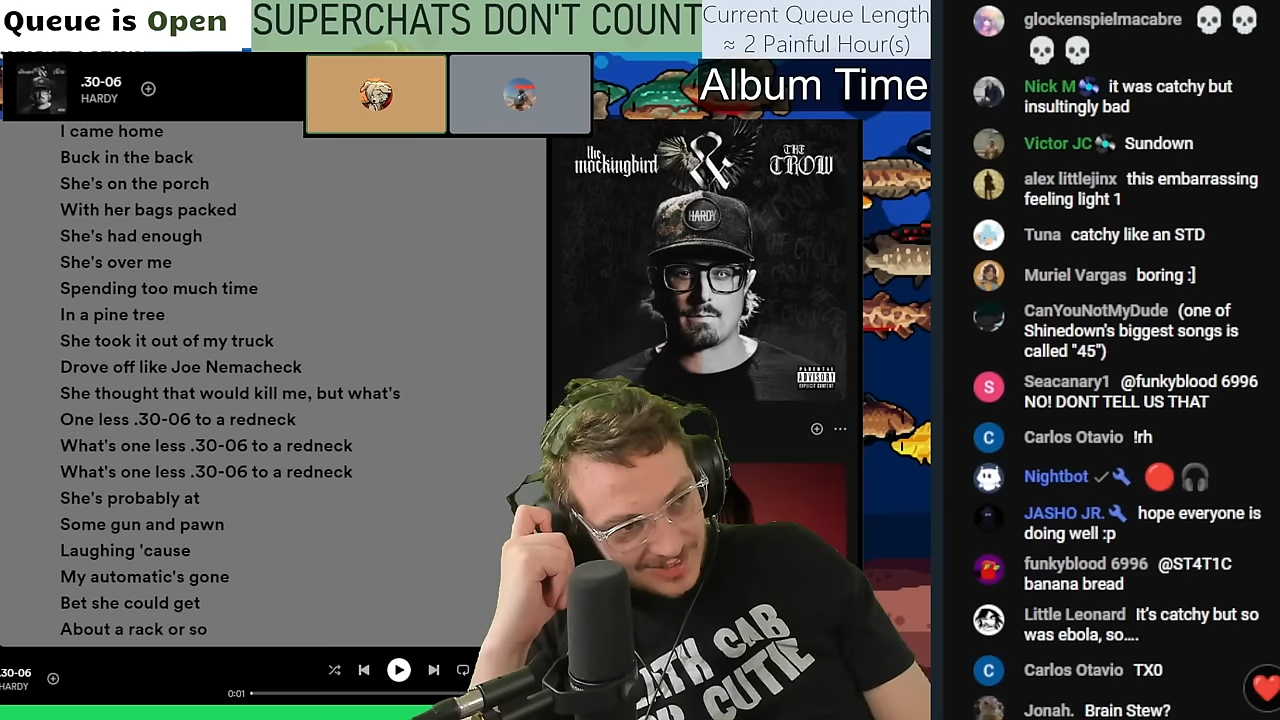 Queue is Open
SUPERCHATS DON'T COUNT
Current Queue Length
≈ 2 Painful Hour(s)
Album Time
.30-06
HARDY
I came home
Buck in the back
She's on the porch
With her bags packed
She's had enough
She's over me
Spending too much time
In a pine tree
She took it out of my truck
Drove off like Joe Nemacheck
She thought that would kill me, but what's
One less .30-06 to a redneck
What's one less .30-06 to a redneck
What's one less .30-06 to a redneck
She's probably at
Some gun and pawn
Laughing 'cause
My automatic's gone
Bet she could get
About a rack or so
the mockingbird & THE CROW
HARDY
PARENTAL
ADVISORY
EXPLICIT CONTENT
.30-06
HARDY
0:01
glockenspielmacabre 💀 💀
💀 💀
Nick M it was catchy but
insultingly bad
Victor JC Sundown
alex littlejinx this embarrassing
feeling light 1
Tuna catchy like an STD
Muriel Vargas boring :]
CanYouNotMyDude (one of
Shinedown's biggest songs is
called "45")
S
Seacanary1 @funkyblood 6996
NO! DONT TELL US THAT
C
Carlos Otavio !rh
Nightbot 🔴 🎧
JASHO JR. hope everyone is
doing well :p
funkyblood 6996 @ST4T1C
banana bread
Little Leonard It's catchy but so
was ebola, so....
C
Carlos Otavio TX0
Jonah. Brain Stew?